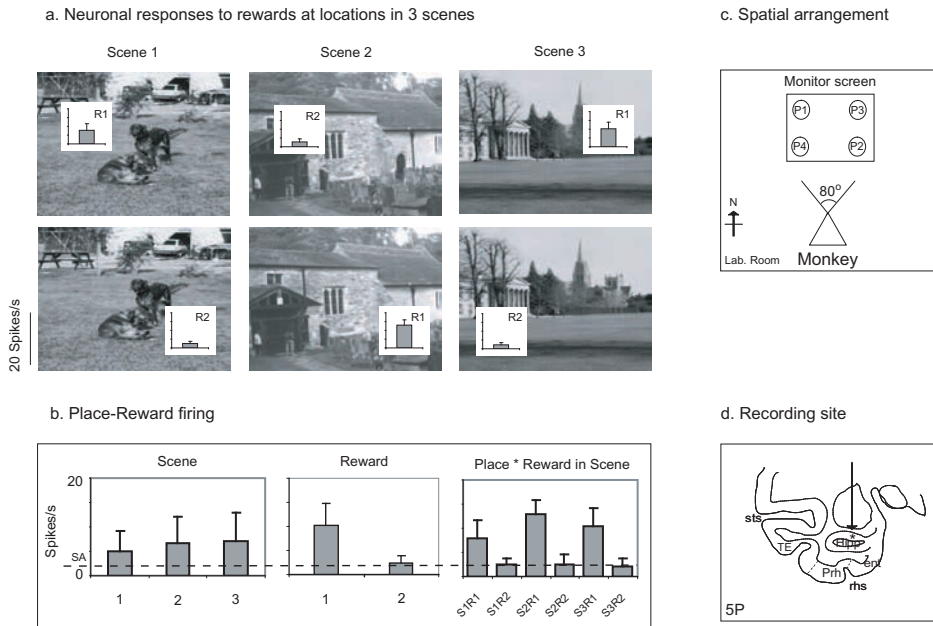 a. Neuronal responses to rewards at locations in 3 scenes
Scene 1
Scene 2
Scene 3
R1
R2
R1
R2
R1
R2
20 Spikes/s
b. Place-Reward firing
Scene
Reward
Place * Reward in Scene
20
Spikes/s
SA
0
1 2 3
1 2
S1R1 S1R2 S2R1 S2R2 S3R1 S3R2
c. Spatial arrangement
Monitor screen
P1 P3
P4 P2
80o
N
Lab. Room
Monkey
d. Recording site
sts
TE
Hipp
*
ent
Prh
rhs
5P